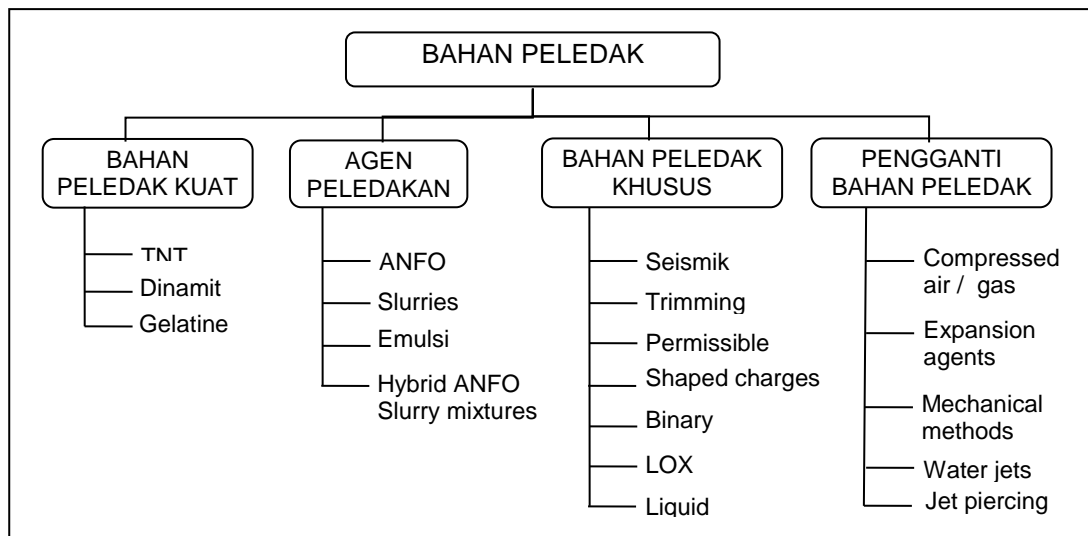 BAHAN PELEDAK
BAHAN
PELEDAK KUAT
TNT
Dinamit
Gelatine
AGEN
PELEDAKAN
ANFO
Slurries
Emulsi
Hybrid ANFO
Slurry mixtures
BAHAN PELEDAK
KHUSUS
Seismik
Trimming
Permissible
Shaped charges
Binary
LOX
Liquid
PENGGANTI
BAHAN PELEDAK
Compressed
air / gas
Expansion
agents
Mechanical
methods
Water jets
Jet piercing